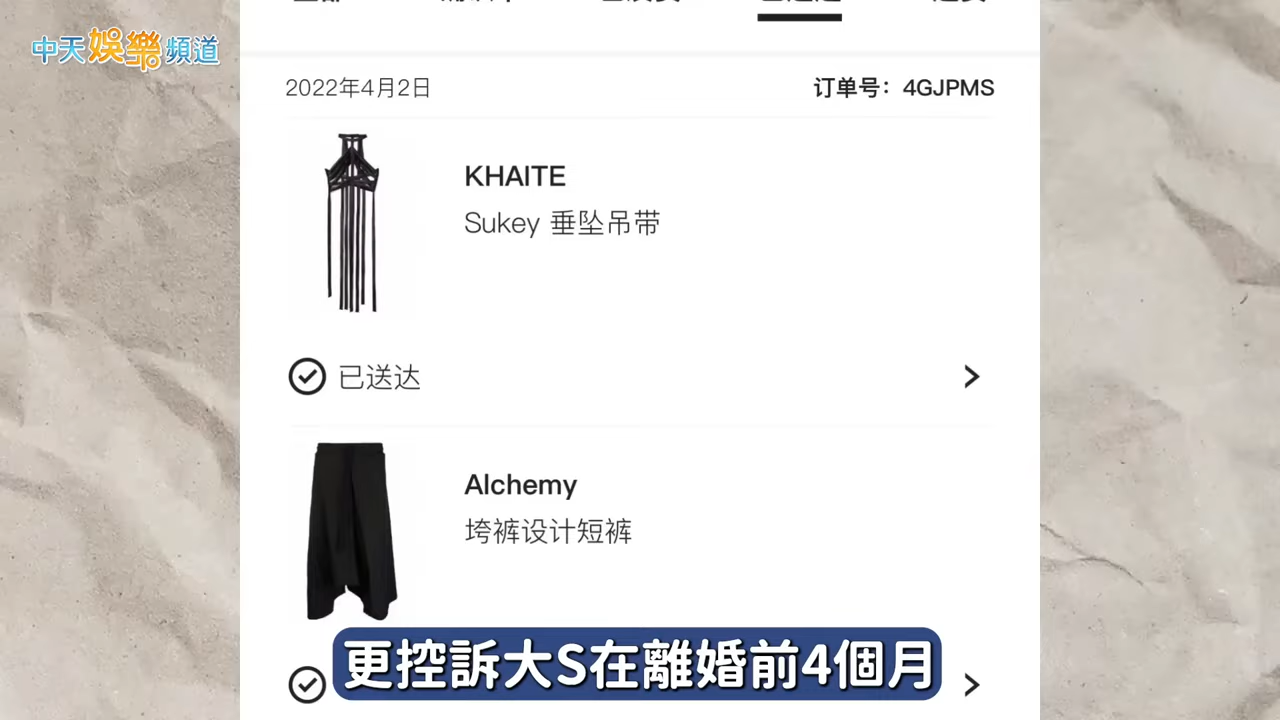 中天娛樂頻道
2022年4月2日
订单号：4GJPMS
KHAITE
Sukey 垂坠吊带
已送达
Alchemy
垮裤设计短裤
更控訴大S在離婚前4個月